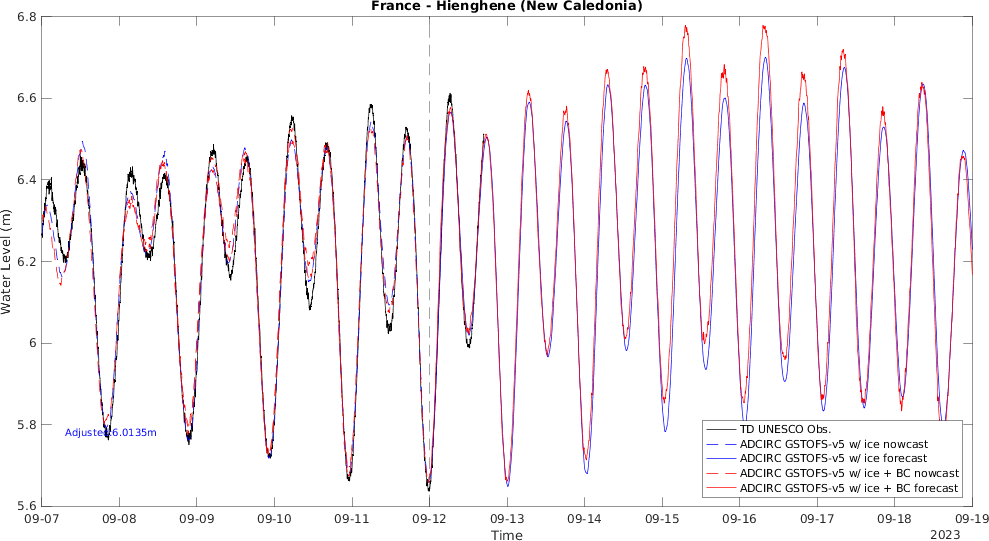 France - Hienghene (New Caledonia)
6.8
6.6
6.4
6.2
6
5.8
5.6
Water Level (m)
Adjusted 6.0135m
TD UNESCO Obs.
ADCIRC GSTOFS-v5 w/ ice nowcast
ADCIRC GSTOFS-v5 w/ ice forecast
ADCIRC GSTOFS-v5 w/ ice + BC nowcast
ADCIRC GSTOFS-v5 w/ ice + BC forecast
09-07 09-08 09-09 09-10 09-11 09-12 09-13 09-14 09-15 09-16 09-17 09-18 09-19
Time
2023